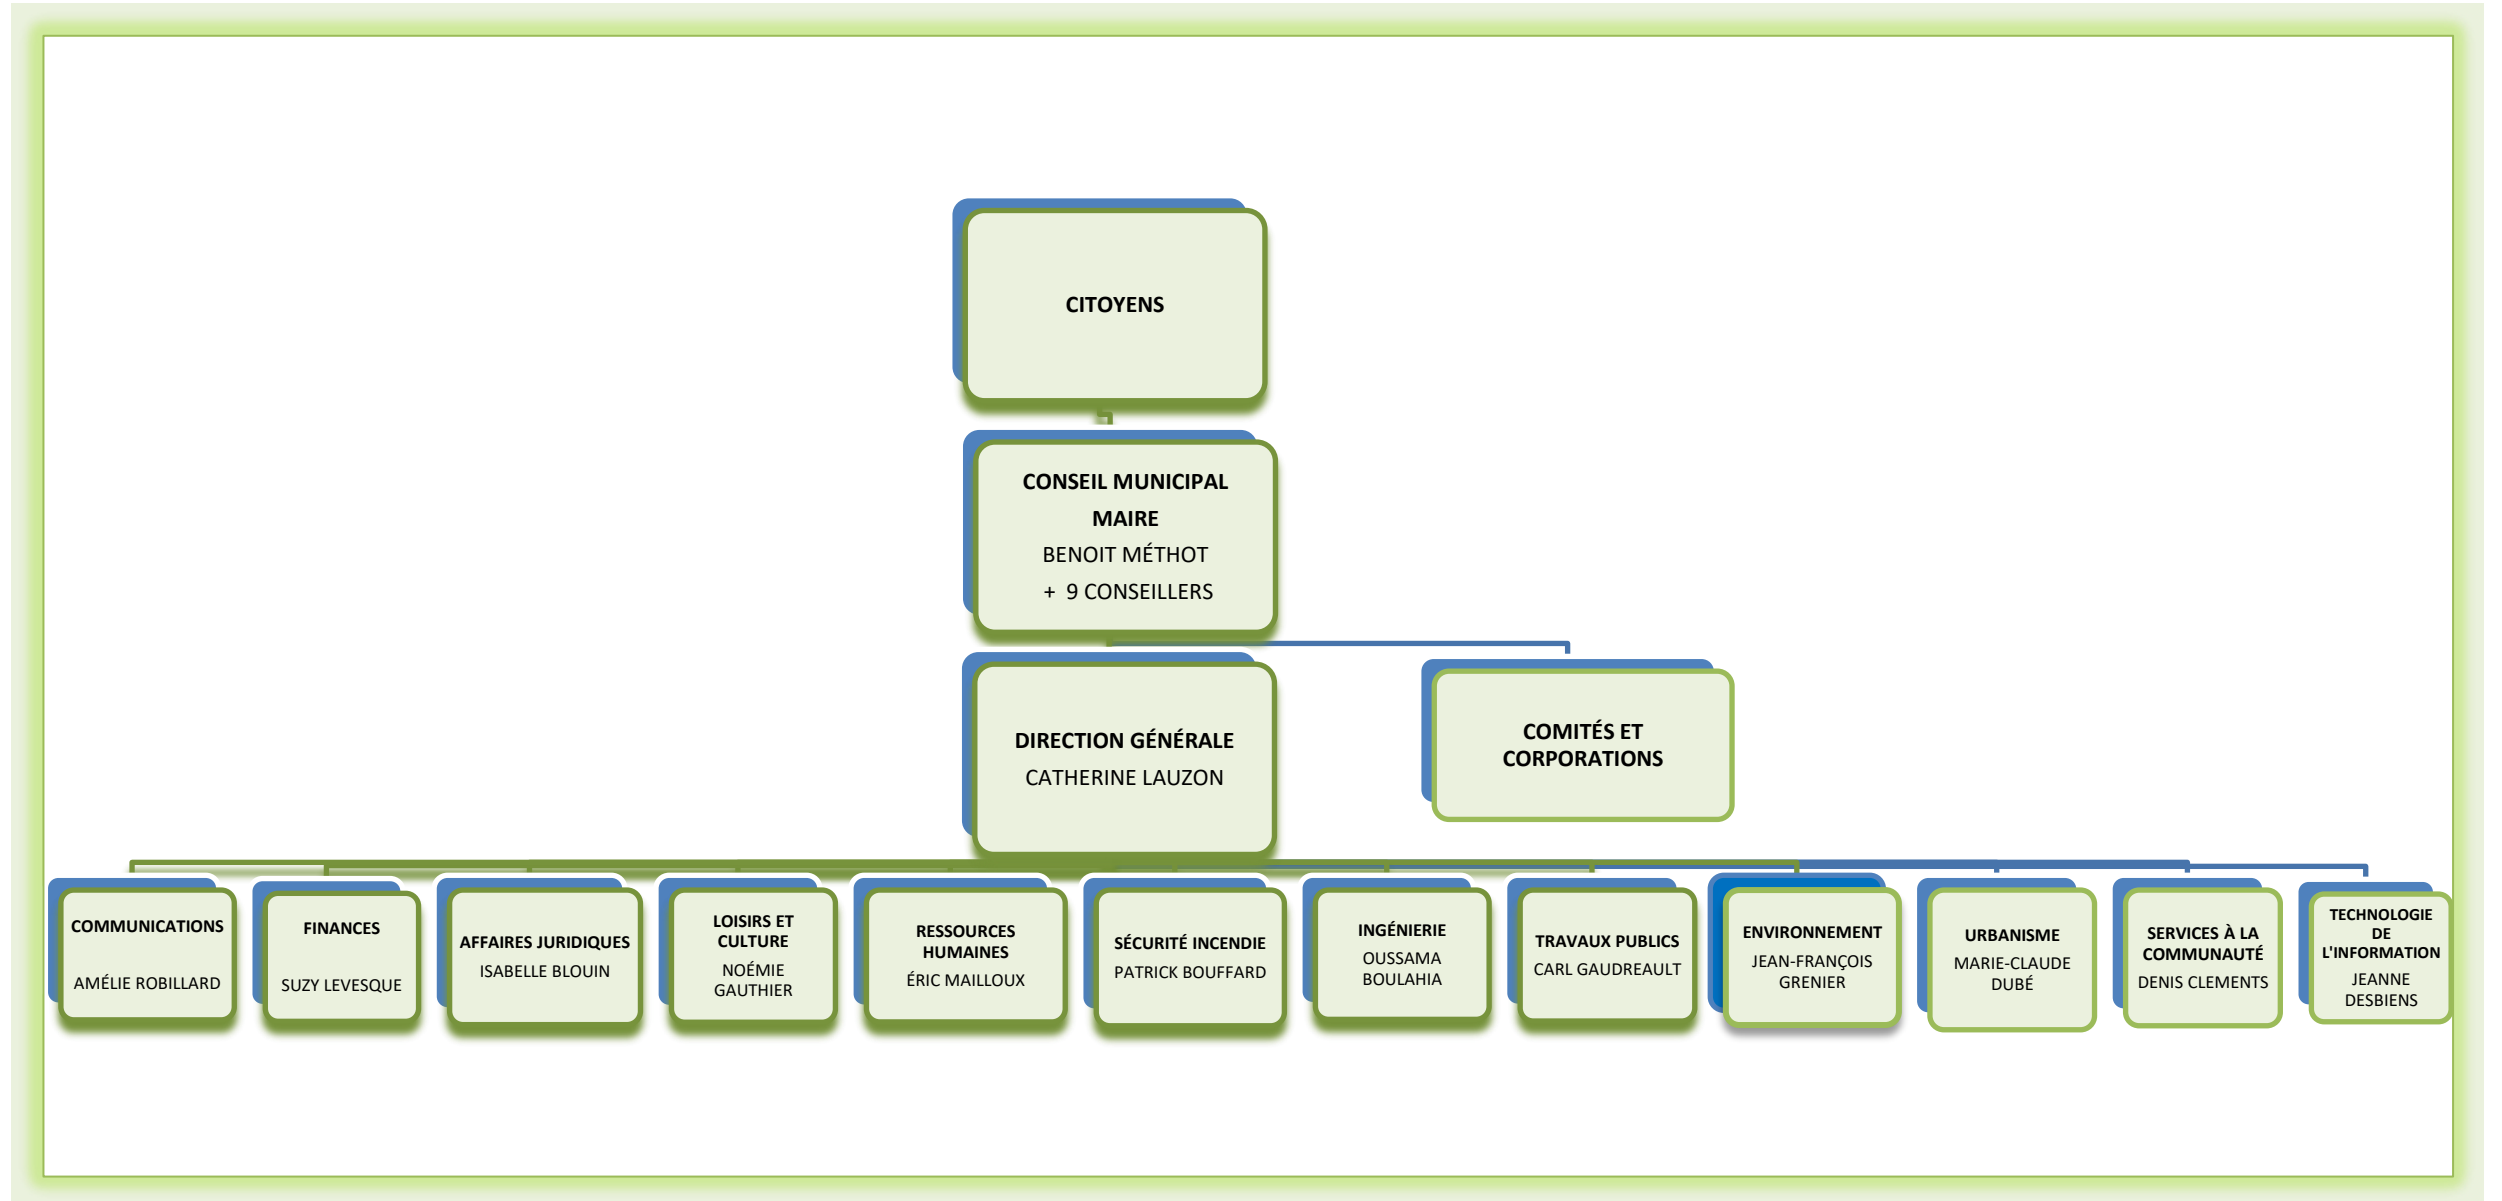 CITOYENS
CONSEIL MUNICIPAL
MAIRE
BENOIT MÉTHOT
+ 9 CONSEILLERS
DIRECTION GÉNÉRALE
CATHERINE LAUZON
COMITÉS ET
CORPORATIONS
COMMUNICATIONS
AMÉLIE ROBILLARD
FINANCES
SUZY LEVESQUE
AFFAIRES JURIDIQUES
ISABELLE BLOUIN
LOISIRS ET
CULTURE
NOÉMIE
GAUTHIER
RESSOURCES
HUMAINES
ÉRIC MAILLOUX
SÉCURITÉ INCENDIE
PATRICK BOUFFARD
INGÉNIERIE
OUSSAMA
BOULAHIA
TRAVAUX PUBLICS
CARL GAUDREAULT
ENVIRONNEMENT
JEAN-FRANÇOIS
GRENIER
URBANISME
MARIE-CLAUDE
DUBÉ
SERVICES À LA
COMMUNAUTÉ
DENIS CLEMENTS
TECHNOLOGIE
DE
L'INFORMATION
JEANNE
DESBIENS